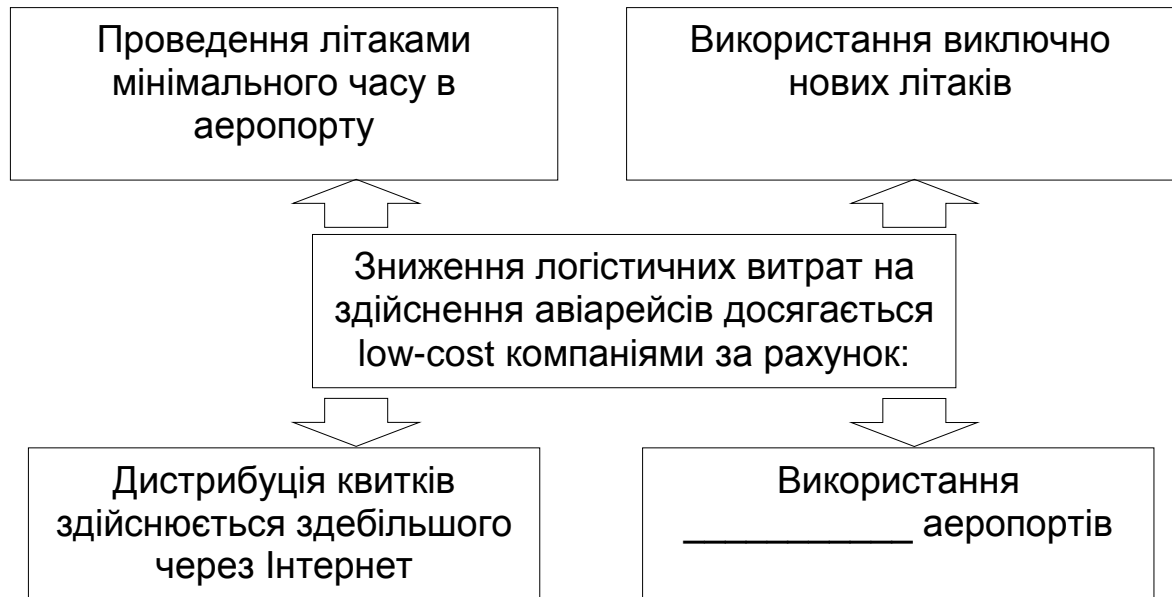 Проведення літаками
мінімального часу в
аеропорту
Використання виключно
нових літаків
Зниження логістичних витрат на
здійснення авіарейсів досягається
low-cost компаніями за рахунок:
Дистрибуція квитків
здійснюється здебільшого
через Інтернет
Використання
___________ аеропортів